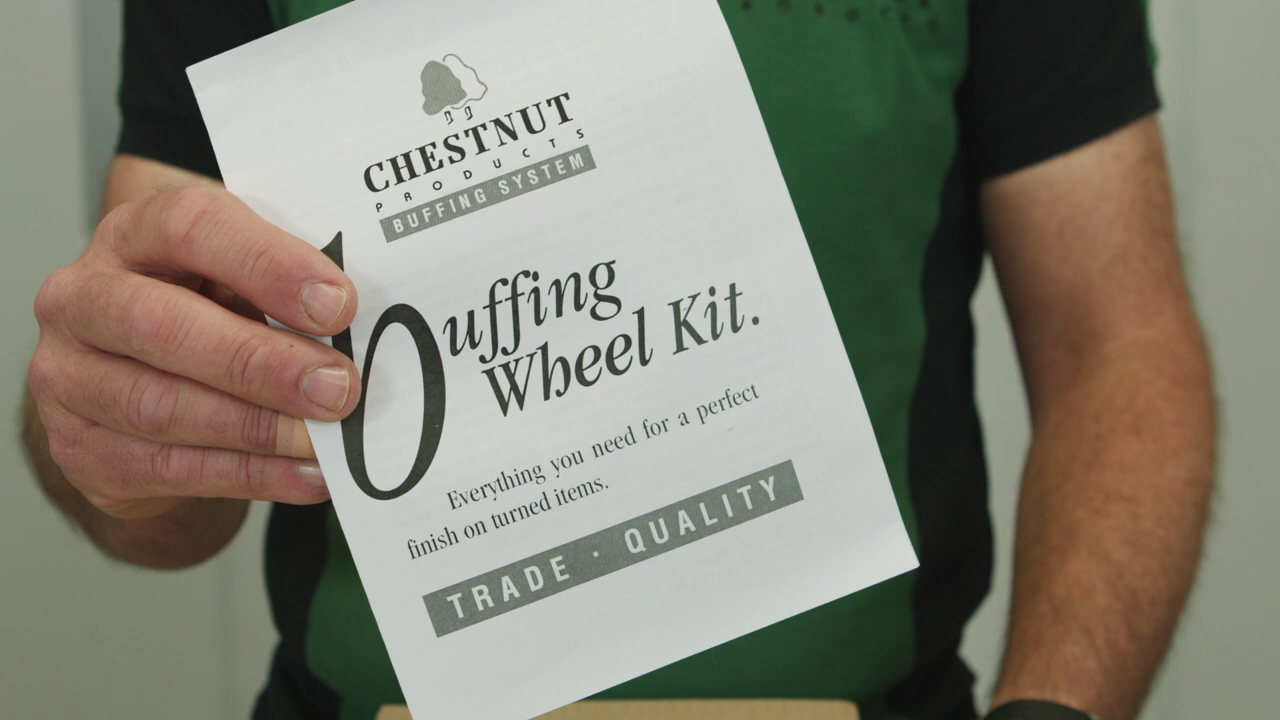 CHESTNUT
PRODUCTS
BUFFING SYSTEM
buffing
Wheel Kit.
Everything you need for a perfect
finish on turned items.
TRADE · QUALITY